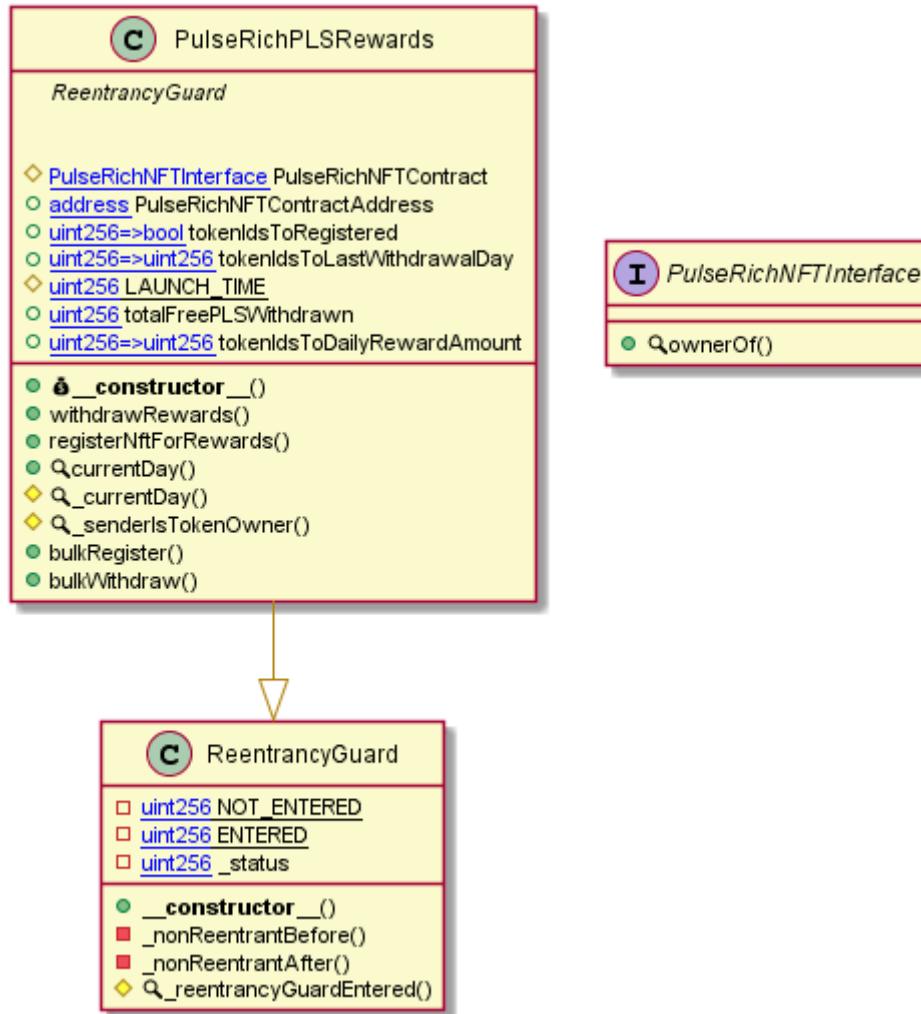 C PulseRichPLSRewards
ReentrancyGuard
PulseRichNFTInterface PulseRichNFTContract
address PulseRichNFTContractAddress
uint256=>bool tokenIdsToRegistered
uint256=>uint256 tokenIdsToLastWithdrawalDay
uint256 LAUNCH_TIME
uint256 totalFreePLSWithdrawn
uint256=>uint256 tokenIdsToDailyRewardAmount
__constructor__()
withdrawRewards()
registerNftForRewards()
currentDay()
_currentDay()
_senderIsTokenOwner()
bulkRegister()
bulkWithdraw()
I PulseRichNFTInterface
ownerOf()
C ReentrancyGuard
uint256 NOT_ENTERED
uint256 ENTERED
uint256 _status
__constructor__()
_nonReentrantBefore()
_nonReentrantAfter()
_reentrancyGuardEntered()